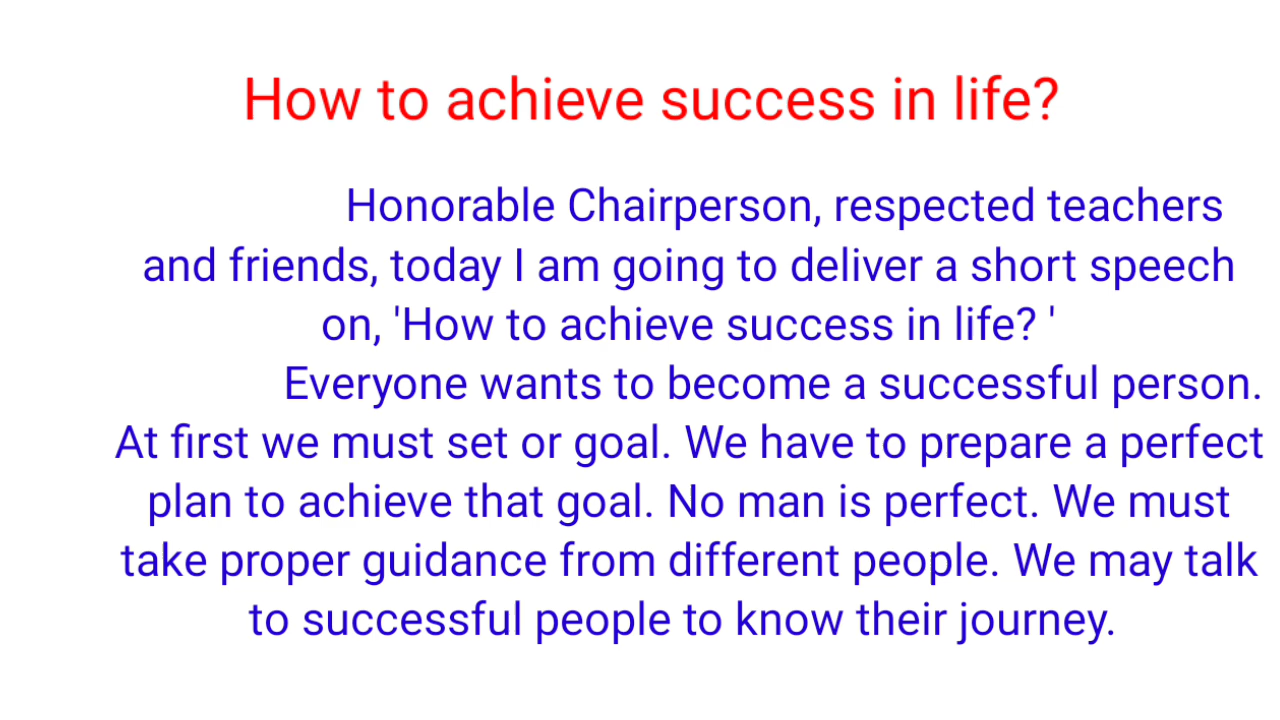 How to achieve success in life?
Honorable Chairperson, respected teachers
and friends, today I am going to deliver a short speech
on, 'How to achieve success in life? '
Everyone wants to become a successful person.
At first we must set or goal. We have to prepare a perfect
plan to achieve that goal. No man is perfect. We must
take proper guidance from different people. We may talk
to successful people to know their journey.